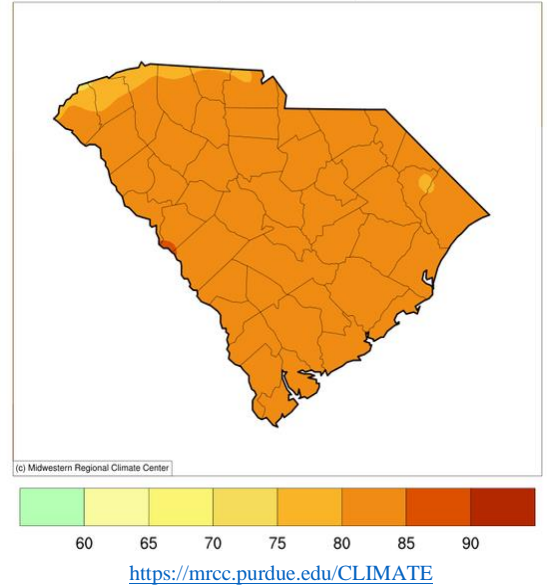 (c) Midwestern Regional Climate Center
60 65 70 75 80 85 90
https://mrcc.purdue.edu/CLIMATE